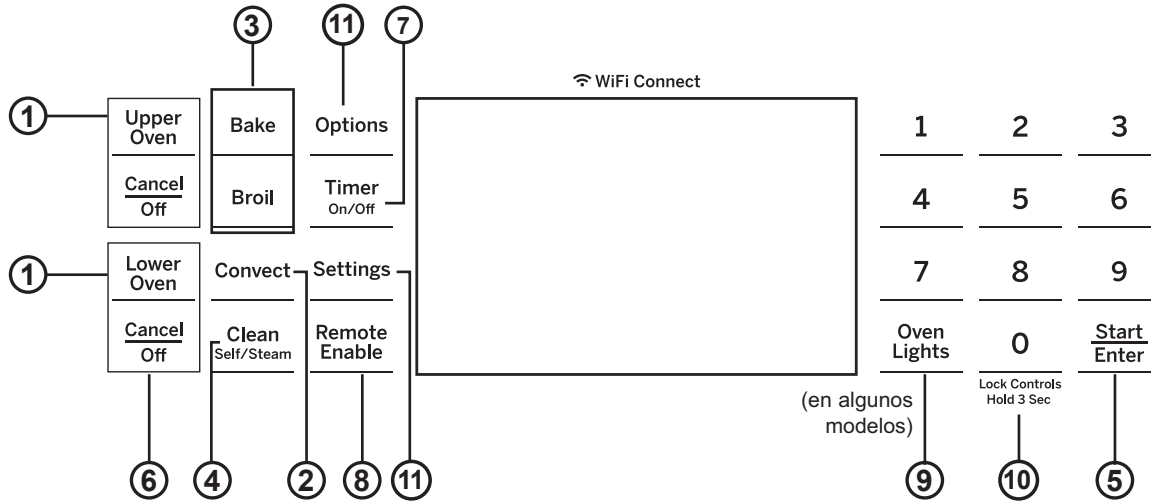 3
11
7
WiFi Connect
1
Upper
Oven
Bake
Options
1
2
3
Cancel
Off
Broil
Timer
On/Off
4
5
6
1
Lower
Oven
Convect
Settings
7
8
9
Cancel
Off
Clean
Self/Steam
Remote
Enable
Oven
Lights
0
Start
Enter
Lock Controls
Hold 3 Sec
(en algunos
modelos)
6
4
2
8
11
9
10
5